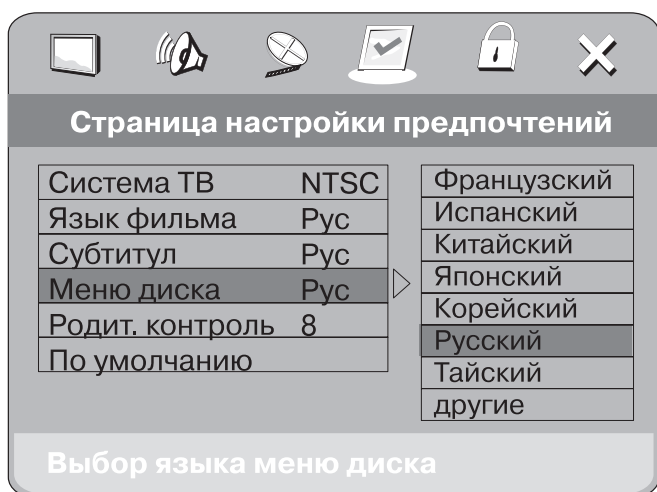 Страница настройки предпочтений
Система ТВ NTSC
Язык фильма Рус
Субтитул Рус
Меню диска Рус
Родит. контроль 8
По умолчанию
Французский
Испанский
Китайский
Японский
Корейский
Русский
Тайский
другие
Выбор языка меню диска